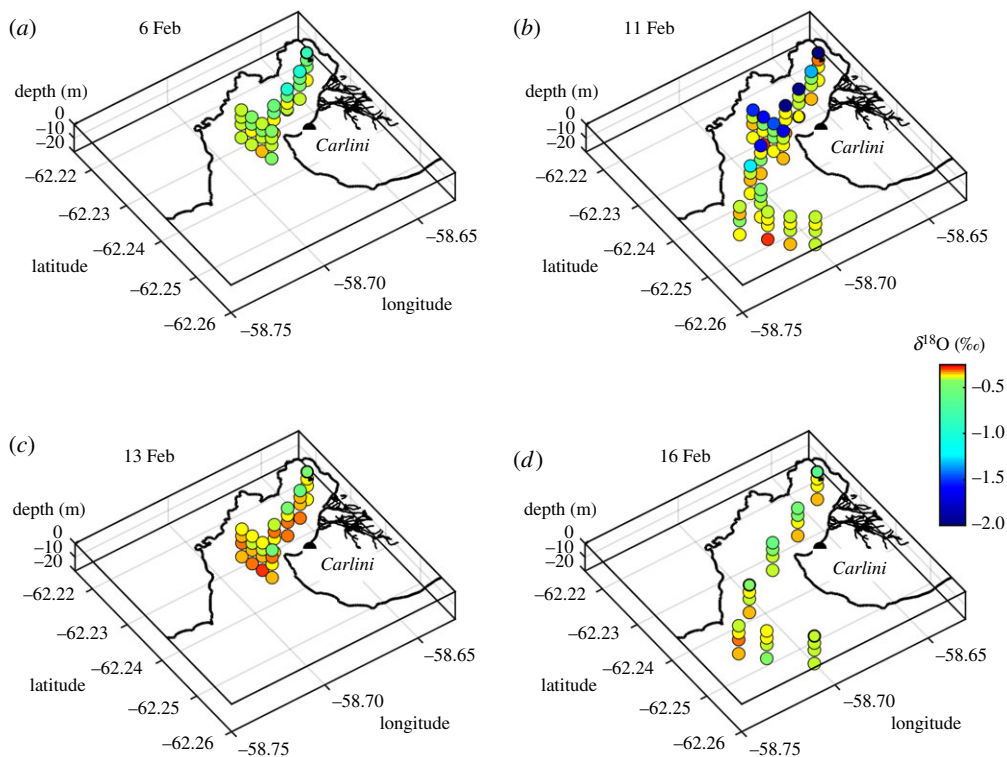 (a)
6 Feb
depth (m)
0
–10
–20
–62.22
–62.23
–62.24
–62.25
–62.26
latitude
–58.75
–58.70
–58.65
longitude
Carlini
(b)
11 Feb
depth (m)
0
–10
–20
–62.22
–62.23
–62.24
–62.25
–62.26
latitude
–58.75
–58.70
–58.65
longitude
Carlini
δ¹⁸O (‰)
–0.5
–1.0
–1.5
–2.0
(c)
13 Feb
depth (m)
0
–10
–20
–62.22
–62.23
–62.24
–62.25
–62.26
latitude
–58.75
–58.70
–58.65
longitude
Carlini
(d)
16 Feb
depth (m)
0
–10
–20
–62.22
–62.23
–62.24
–62.25
–62.26
latitude
–58.75
–58.70
–58.65
longitude
Carlini